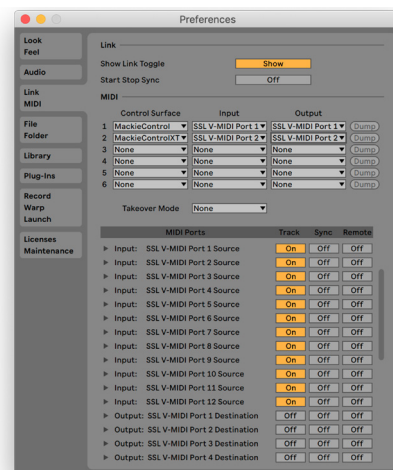 Preferences
Look
Feel
Audio
Link
MIDI
File
Folder
Library
Plug-Ins
Record
Warp
Launch
Licenses
Maintenance
Link
Show Link Toggle Show
Start Stop Sync Off
MIDI
Control Surface Input Output
1 MackieControl SSL V-MIDI Port 1 SSL V-MIDI Port 1 Dump
2 MackieControlXT SSL V-MIDI Port 2 SSL V-MIDI Port 2 Dump
3 None None None Dump
4 None None None Dump
5 None None None Dump
6 None None None Dump
Takeover Mode None
MIDI Ports Track Sync Remote
Input: SSL V-MIDI Port 1 Source On Off Off
Input: SSL V-MIDI Port 2 Source On Off Off
Input: SSL V-MIDI Port 3 Source On Off Off
Input: SSL V-MIDI Port 4 Source On Off Off
Input: SSL V-MIDI Port 5 Source On Off Off
Input: SSL V-MIDI Port 6 Source On Off Off
Input: SSL V-MIDI Port 7 Source On Off Off
Input: SSL V-MIDI Port 8 Source On Off Off
Input: SSL V-MIDI Port 9 Source On Off Off
Input: SSL V-MIDI Port 10 Source On Off Off
Input: SSL V-MIDI Port 11 Source On Off Off
Input: SSL V-MIDI Port 12 Source On Off Off
Output: SSL V-MIDI Port 1 Destination Off Off Off
Output: SSL V-MIDI Port 2 Destination Off Off Off
Output: SSL V-MIDI Port 3 Destination Off Off Off
Output: SSL V-MIDI Port 4 Destination Off Off Off